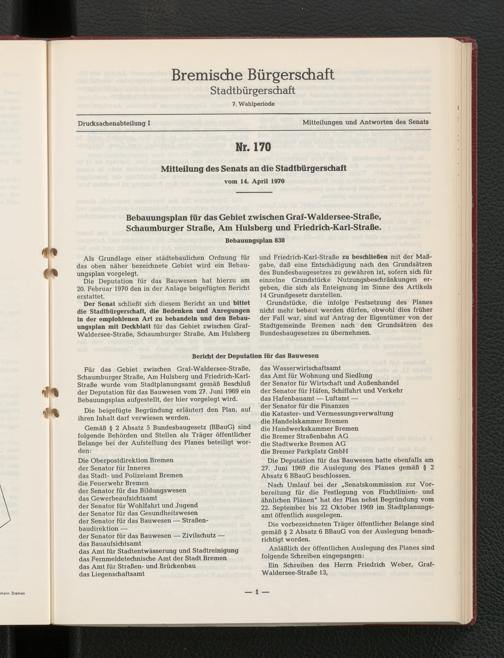 Bremische Bürgerschaft
Stadtbürgerschaft
7. Wahlperiode
Drucksachenabteilung I
Mitteilungen und Antworten des Senats
Nr. 170
Mitteilung des Senats an die Stadtbürgerschaft
vom 14. April 1970
Bebauungsplan für das Gebiet zwischen Graf-Waldersee-Straße,
Schaumburger Straße, Am Hulsberg und Friedrich-Karl-Straße.
Bebauungsplan 838
Als Grundlage einer städtebaulichen Ordnung für
das oben näher bezeichnete Gebiet wird ein Bebau-
ungsplan vorgelegt.
Die Deputation für das Bauwesen hat hierzu am
20. Februar 1970 den in der Anlage beigefügten Bericht
erstattet.
Der Senat schließt sich diesem Bericht an und bittet
die Stadtbürgerschaft, die Bedenken und Anregungen
in der empfohlenen Art zu behandeln und den Bebau-
ungsplan mit Deckblatt für das Gebiet zwischen Graf-
Waldersee-Straße, Schaumburger Straße, Am Hulsberg
und Friedrich-Karl-Straße zu beschließen mit der Maß-
gabe, daß eine Entschädigung nach den Grundsätzen
des Bundesbaugesetzes zu gewähren ist, sofern sich für
einzelne Grundstücke Nutzungsbeschränkungen er-
geben, die sich als Enteignung im Sinne des Artikels
14 Grundgesetz darstellen.
Grundstücke, die infolge Festsetzung des Planes
nicht mehr bebaut werden dürfen, obwohl dies früher
der Fall war, sind auf Antrag der Eigentümer von der
Stadtgemeinde Bremen nach den Grundsätzen des
Bundesbaugesetzes zu übernehmen.
Bericht der Deputation für das Bauwesen
Für das Gebiet zwischen Graf-Waldersee-Straße,
Schaumburger Straße, Am Hulsberg und Friedrich-Karl-
Straße wurde vom Stadtplanungsamt gemäß Beschluß
der Deputation für das Bauwesen vom 27. Juni 1969 ein
Bebauungsplan aufgestellt, der hier vorgelegt wird.
Die beigefügte Begründung erläutert den Plan, auf
ihren Inhalt darf verwiesen werden.
Gemäß § 2 Absatz 5 Bundesbaugesetz (BBauG) sind
folgende Behörden und Stellen als Träger öffentlicher
Belange bei der Aufstellung des Planes beteiligt wor-
den:
Die Oberpostdirektion Bremen
der Senator für Inneres
das Stadt- und Polizeiamt Bremen
die Feuerwehr Bremen
der Senator für das Bildungswesen
das Gewerbeaufsichtsamt
der Senator für Wohlfahrt und Jugend
der Senator für das Gesundheitswesen
der Senator für das Bauwesen — Straßen-
baudirektion —
der Senator für das Bauwesen — Zivilschutz —
das Bauaufsichtsamt
das Amt für Stadtentwässerung und Stadtreinigung
das Fernmeldetechnische Amt der Stadt Bremen
das Amt für Straßen- und Brückenbau
das Liegenschaftsamt
das Wasserwirtschaftsamt
das Amt für Wohnung und Siedlung
der Senator für Wirtschaft und Außenhandel
der Senator für Häfen, Schiffahrt und Verkehr
das Hafenbauamt — Luftamt —
der Senator für die Finanzen
die Kataster- und Vermessungsverwaltung
die Handelskammer Bremen
die Handwerkskammer Bremen
die Bremer Straßenbahn AG
die Stadtwerke Bremen AG
die Bremer Parkplatz GmbH
Die Deputation für das Bauwesen hatte ebenfalls am
27. Juni 1969 die Auslegung des Planes gemäß § 2
Absatz 6 BBauG beschlossen.
Nach Umlauf bei der „Senatskommission zur Vor-
bereitung für die Festlegung von Fluchtlinien- und
ähnlichen Plänen" hat der Plan nebst Begründung vom
22. September bis 22 Oktober 1969 im Stadtplanungs-
amt öffentlich ausgelegen.
Die vorbezeichneten Träger öffentlicher Belange sind
gemäß § 2 Absatz 6 BBauG von der Auslegung benach-
richtigt worden.
Anläßlich der öffentlichen Auslegung des Planes sind
folgende Schreiben eingegangen:
Ein Schreiben des Herrn Friedrich Weber, Graf-
Waldersee-Straße 13,
— 1 —